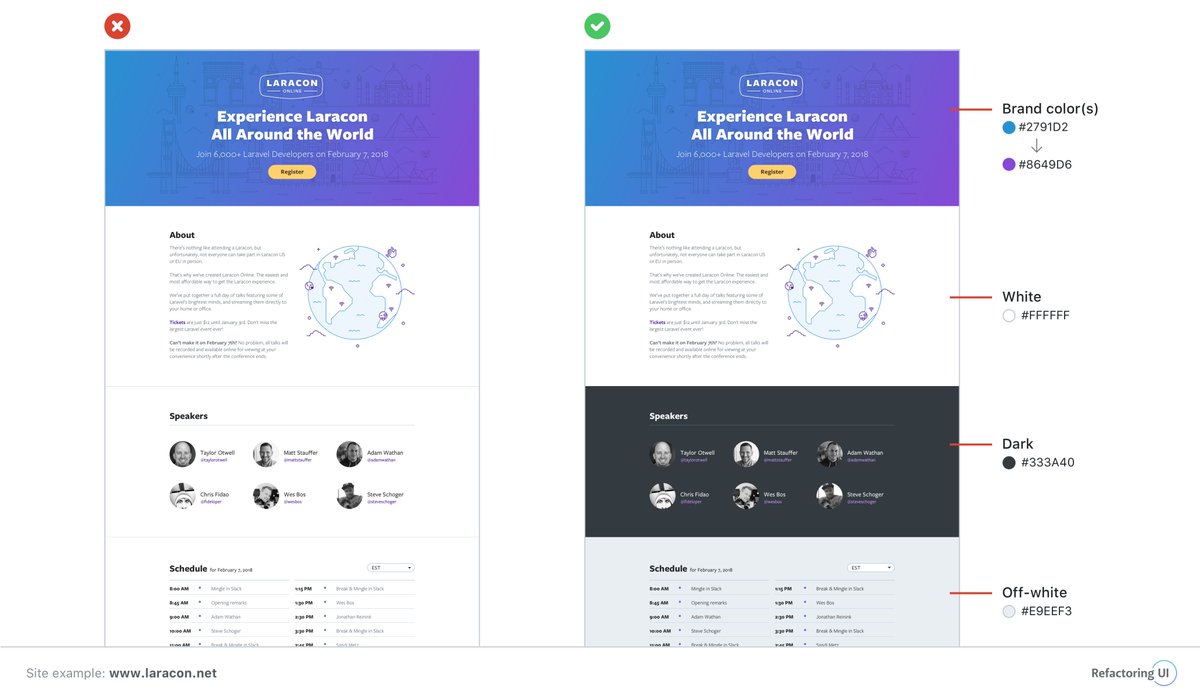 LARACON
ONLINE
Experience Laracon
All Around the World
Join 6,000+ Laravel Developers on February 7, 2018
Register
About
There's nothing like attending a Laracon, but
unfortunately, not everyone can take part in Laracon US
or EU in person.
That's why we've created Laracon Online. The easiest and
most affordable way to get the Laracon experience.
We've put together a full day of talks featuring some of
Laravel's brightest minds, and streaming them directly to
your home or office.
Tickets are just $12 until January 3rd. Don't miss the
largest Laravel event ever!
Can't make it on February 7th? No problem, all talks will
be recorded and available online for viewing at your
convenience shortly after the conference ends.
Speakers
Taylor Otwell
@taylorotwell
Matt Stauffer
@mattstauffer
Adam Wathan
@adamwathan
Chris Fidao
@fideloper
Wes Bos
@wesbos
Steve Schoger
@steveschoger
Schedule for February 7, 2018
EST
8:00 AM Mingle in Slack
8:45 AM Opening remarks
9:00 AM Adam Wathan
10:00 AM Steve Schoger
11:00 AM Break & Mingle in Slack
1:15 PM Break & Mingle in Slack
1:30 PM Wes Bos
2:30 PM Jonathan Reinink
3:30 PM Break & Mingle in Slack
4:30 PM Sandi Metz
LARACON
ONLINE
Experience Laracon
All Around the World
Join 6,000+ Laravel Developers on February 7, 2018
Register
About
There's nothing like attending a Laracon, but
unfortunately, not everyone can take part in Laracon US
or EU in person.
That's why we've created Laracon Online. The easiest and
most affordable way to get the Laracon experience.
We've put together a full day of talks featuring some of
Laravel's brightest minds, and streaming them directly to
your home or office.
Tickets are just $12 until January 3rd. Don't miss the
largest Laravel event ever!
Can't make it on February 7th? No problem, all talks will
be recorded and available online for viewing at your
convenience shortly after the conference ends.
Speakers
Taylor Otwell
@taylorotwell
Matt Stauffer
@mattstauffer
Adam Wathan
@adamwathan
Chris Fidao
@fideloper
Wes Bos
@wesbos
Steve Schoger
@steveschoger
Schedule for February 7, 2018
EST
8:00 AM Mingle in Slack
8:45 AM Opening remarks
9:00 AM Adam Wathan
10:00 AM Steve Schoger
11:00 AM Break & Mingle in Slack
1:15 PM Break & Mingle in Slack
1:30 PM Wes Bos
2:30 PM Jonathan Reinink
3:30 PM Break & Mingle in Slack
4:30 PM Sandi Metz
Brand color(s)
#2791D2
#8649D6
White
#FFFFFF
Dark
#333A40
Off-white
#E9EEF3
Site example: www.laracon.net
Refactoring UI